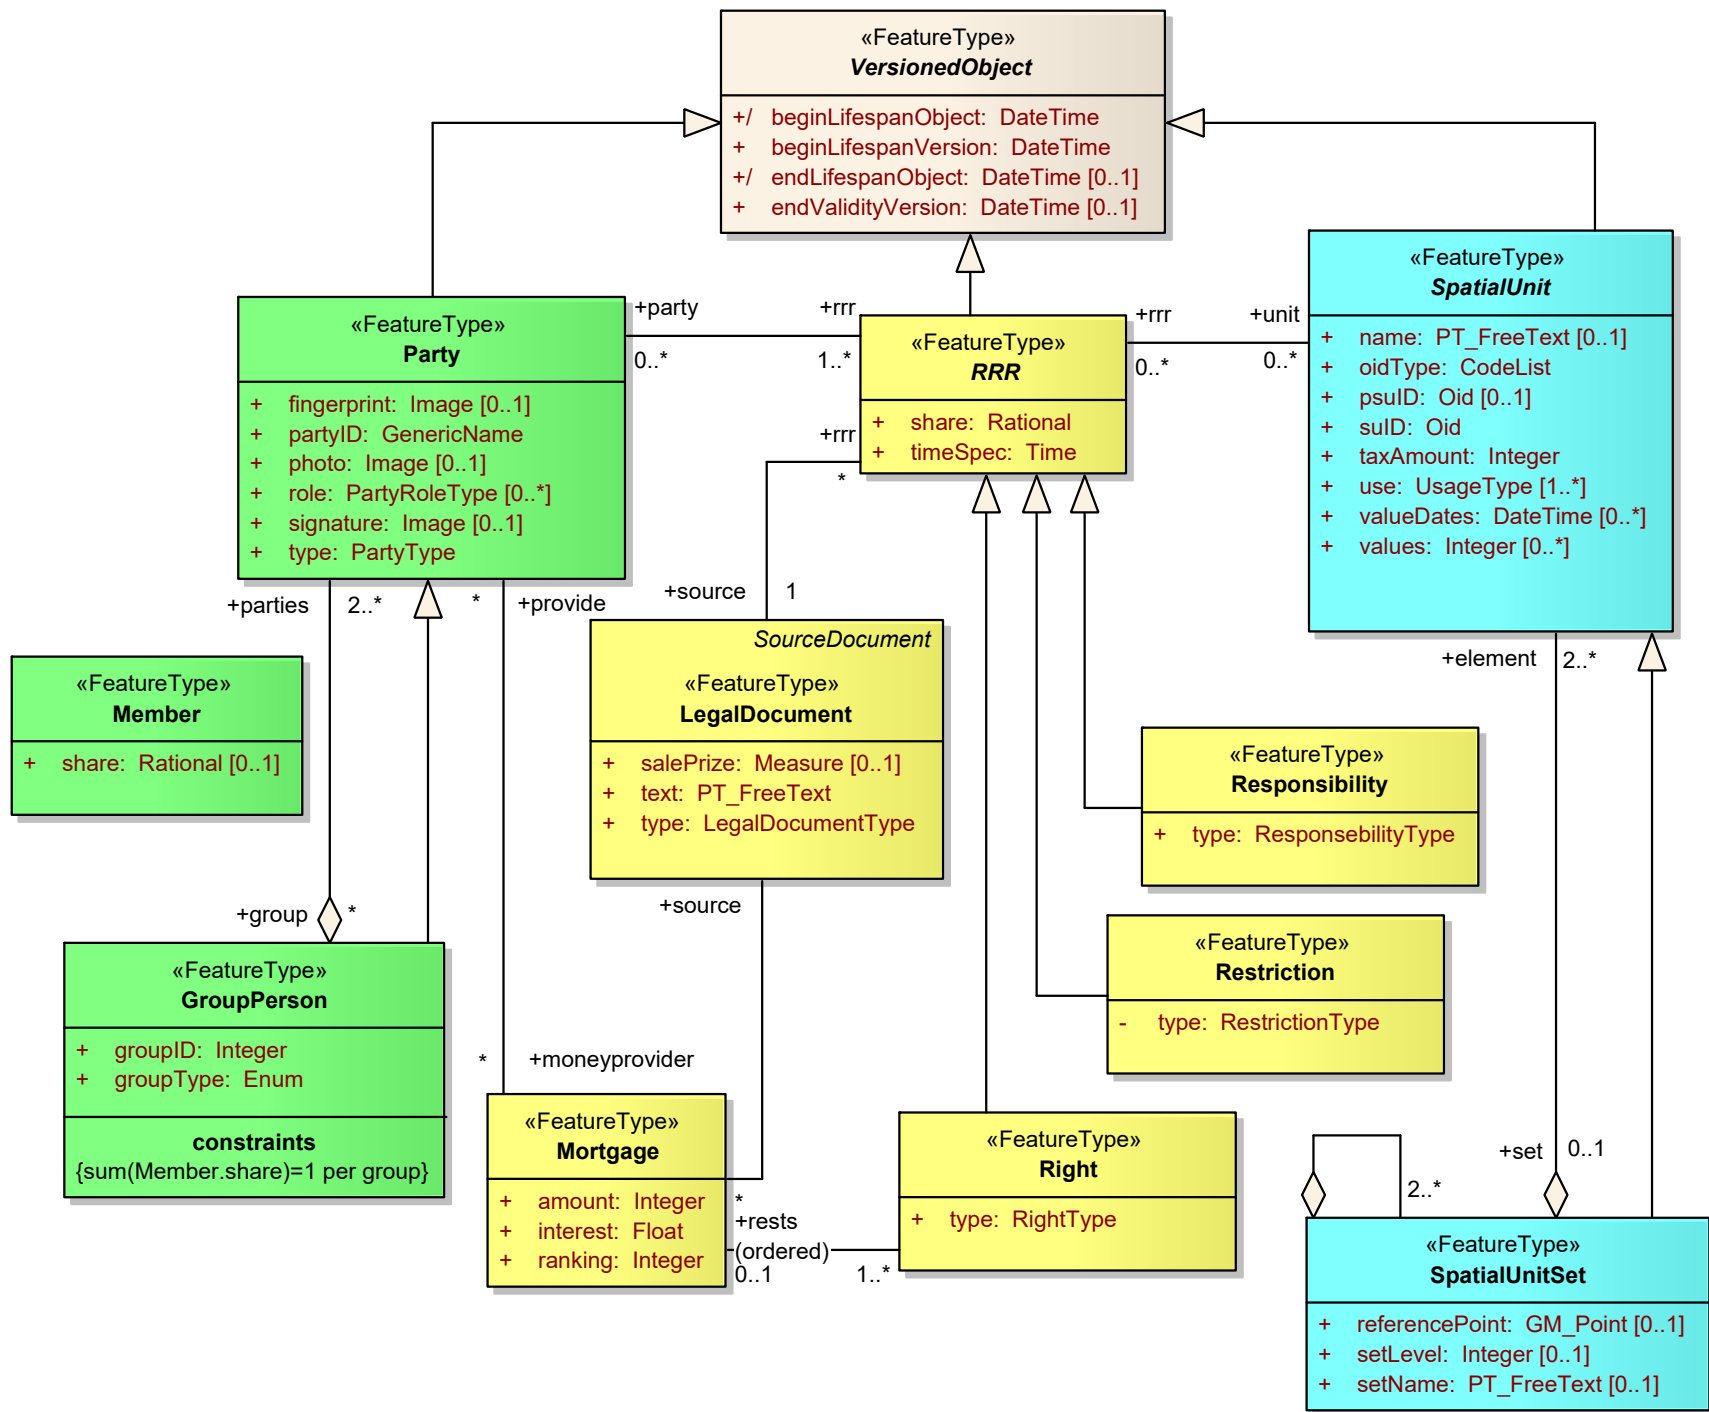 «FeatureType»
VersionedObject
+/ beginLifespanObject: DateTime
+ beginLifespanVersion: DateTime
+/ endLifespanObject: DateTime [0..1]
+ endValidityVersion: DateTime [0..1]
«FeatureType»
Party
+ fingerprint: Image [0..1]
+ partyID: GenericName
+ photo: Image [0..1]
+ role: PartyRoleType [0..*]
+ signature: Image [0..1]
+ type: PartyType
+party
0..*
+rrr
1..*
«FeatureType»
RRR
+ share: Rational
+ timeSpec: Time
+rrr
0..*
+unit
0..*
+rrr
*
«FeatureType»
SpatialUnit
+ name: PT_FreeText [0..1]
+ oidType: CodeList
+ psuID: Oid [0..1]
+ suID: Oid
+ taxAmount: Integer
+ use: UsageType [1..*]
+ valueDates: DateTime [0..*]
+ values: Integer [0..*]
+parties
2..*
*
+provide
+source
1
+element
2..*
«FeatureType»
Member
+ share: Rational [0..1]
SourceDocument
«FeatureType»
LegalDocument
+ salePrize: Measure [0..1]
+ text: PT_FreeText
+ type: LegalDocumentType
+source
«FeatureType»
Responsibility
+ type: ResponsebilityType
+group
*
«FeatureType»
GroupPerson
+ groupID: Integer
+ groupType: Enum
constraints
{sum(Member.share)=1 per group}
«FeatureType»
Restriction
- type: RestrictionType
*
+moneyprovider
«FeatureType»
Mortgage
+ amount: Integer
+ interest: Float
+ ranking: Integer
*
+rests
(ordered)
0..1
1..*
«FeatureType»
Right
+ type: RightType
+set
0..1
2..*
«FeatureType»
SpatialUnitSet
+ referencePoint: GM_Point [0..1]
+ setLevel: Integer [0..1]
+ setName: PT_FreeText [0..1]